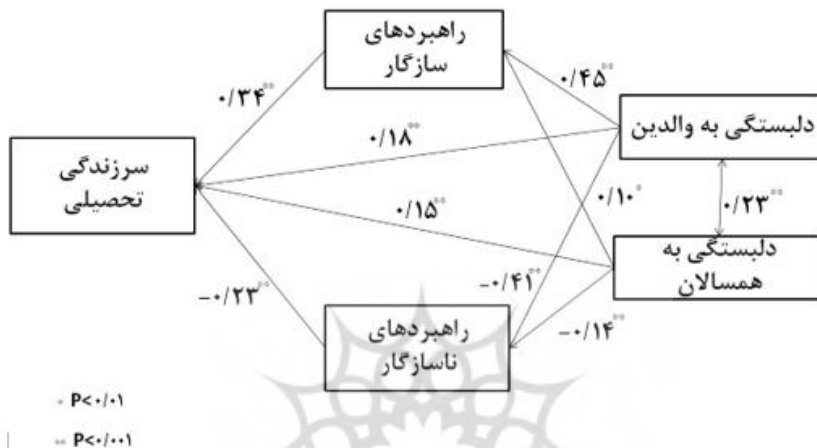 راهبردهای
سازگار
۰/۴۵**
۰/۳۴**
دلبستگی به والدین
۰/۱۸**
سرزندگی
تحصیلی
۰/۱۰*
۰/۲۳**
۰/۱۵**
دلبستگی به
همسالان
-۰/۴۱**
-۰/۲۳**
راهبردهای
ناسازگار
-۰/۱۴**
* P<۰/۰۱
** P<۰/۰۰۱